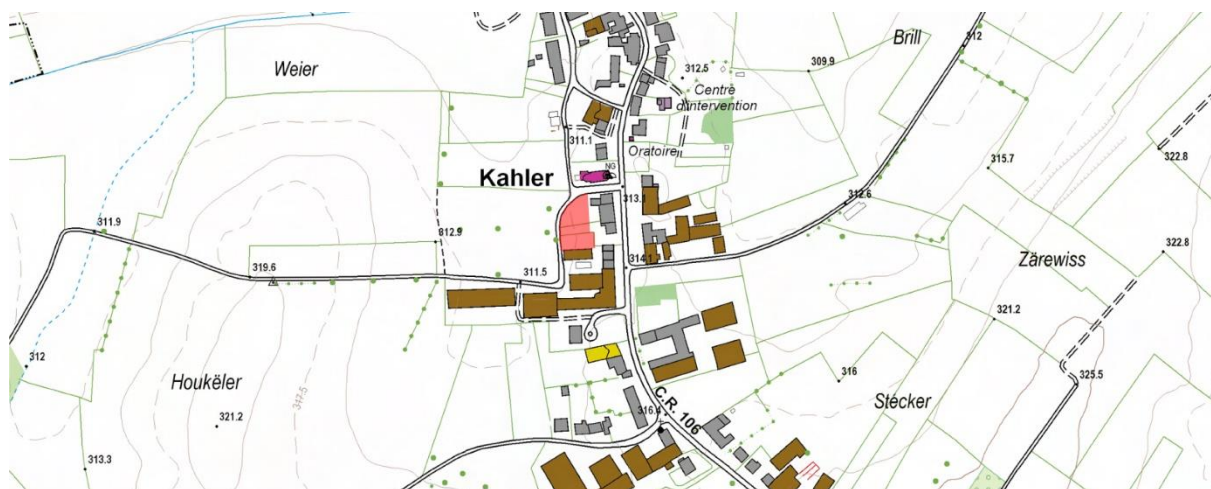 Brill
312
Weier
312.5
309.9
Centre
d'intervention
311.1
Oratoire
322.8
315.7
NG
Kahler
313.1
312.6
311.9
312.9
322.8
314.1
Zärewiss
319.6
311.5
321.2
312
316
325.5
Houkëler
317.5
C.R. 106
Stécker
321.2
316.4
313.3